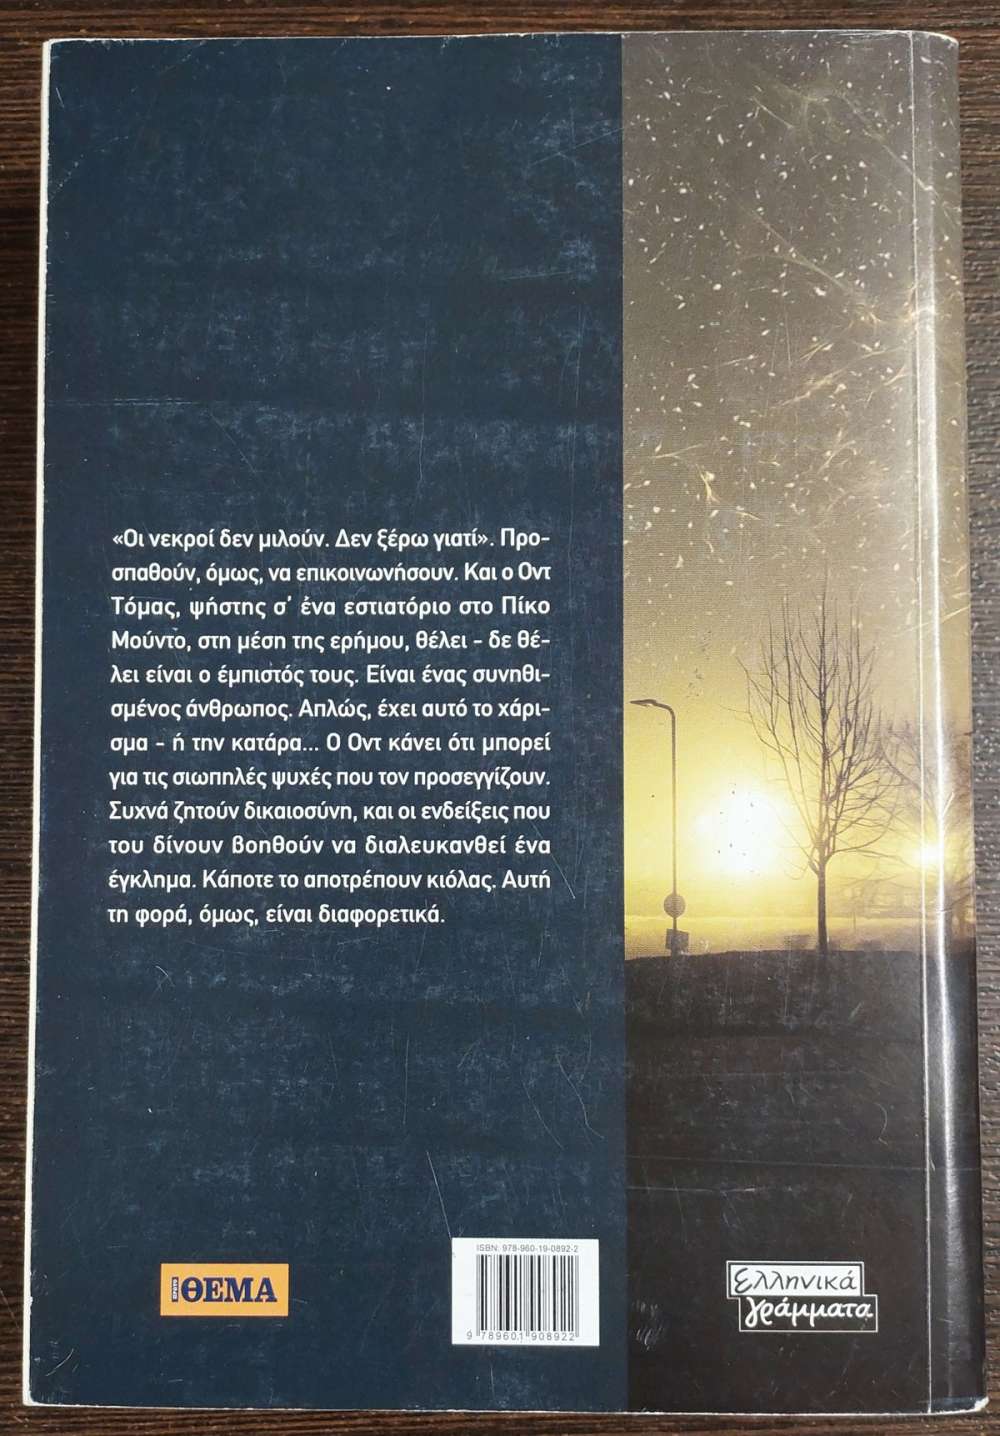 «Οι νεκροί δεν μιλούν. Δεν ξέρω γιατί». Προ-
σπαθούν, όμως, να επικοινωνήσουν. Και ο Οντ
Τόμας, ψήστης σ' ένα εστιατόριο στο Πίκο
Μούντο, στη μέση της ερήμου, θέλει - δε θέ-
λει είναι ο έμπιστός τους. Είναι ένας συνηθι-
σμένος άνθρωπος. Απλώς, έχει αυτό το χάρι-
σμα - ή την κατάρα... Ο Οντ κάνει ότι μπορεί
για τις σιωπηλές ψυχές που τον προσεγγίζουν.
Συχνά ζητούν δικαιοσύνη, και οι ενδείξεις που
του δίνουν βοηθούν να διαλευκανθεί ένα
έγκλημα. Κάποτε το αποτρέπουν κιόλας. Αυτή
τη φορά, όμως, είναι διαφορετικά.
ΠΡΩΤΟ ΘΕΜΑ
ISBN: 978-960-19-0892-2
9 789601 908922
ελληνικά
γράμματα